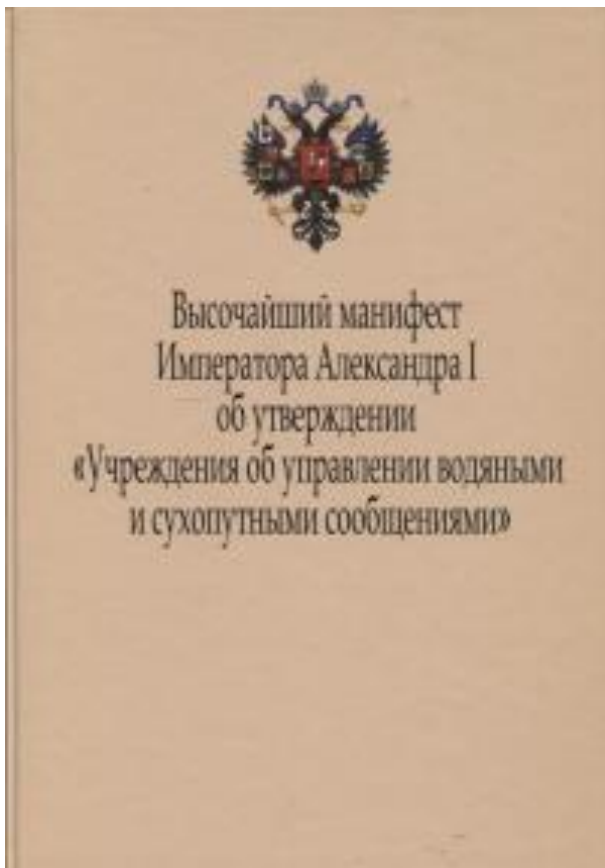 Высочайший манифест
Императора Александра I
об утверждении
«Учреждения об управлении водяными
и сухопутными сообщениями»